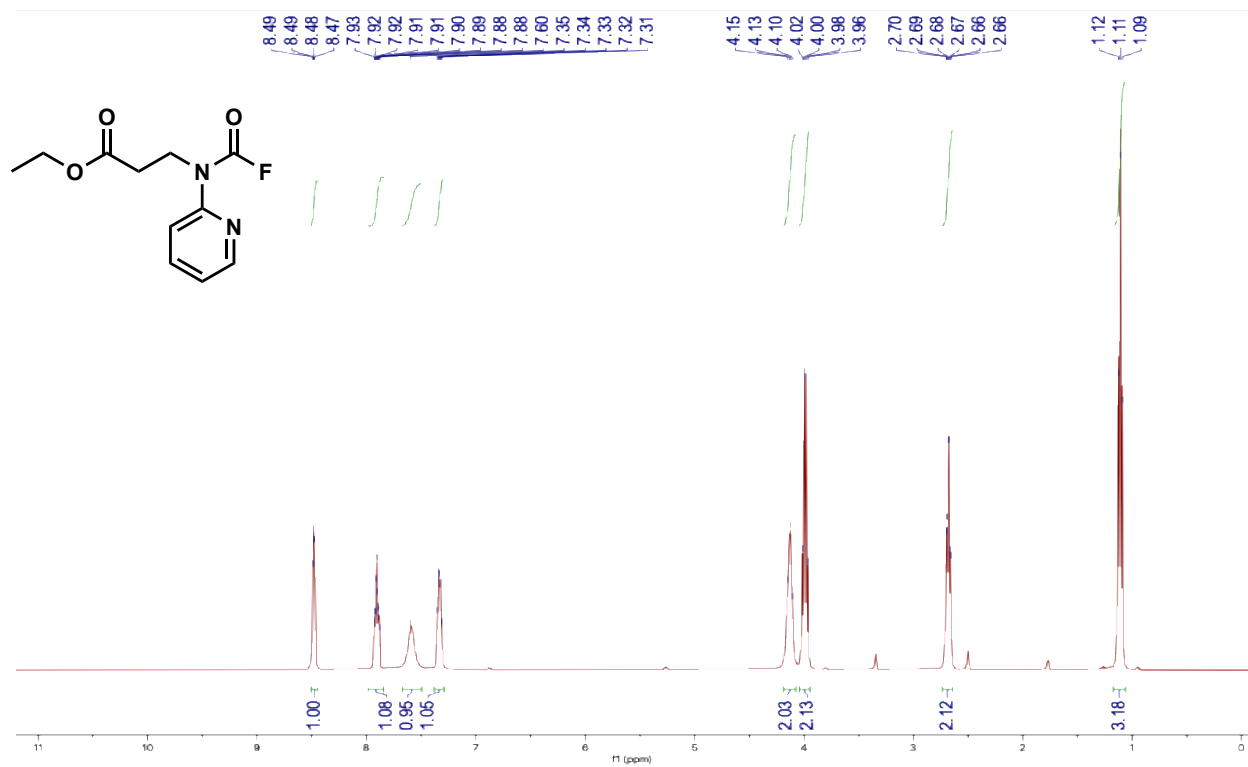 8.49 8.49 8.48 8.47 7.93 7.92 7.92 7.91 7.91 7.90 7.89 7.88 7.88 7.60 7.35 7.34 7.33 7.32 7.31 4.15 4.13 4.10 4.02 4.00 3.98 3.96 2.70 2.69 2.68 2.67 2.66 2.66 1.12 1.11 1.09
O O
O N F
N
1.00 1.08 0.95 1.05 2.03 2.13 2.12 3.18
11 10 9 8 7 6 5 4 3 2 1 0
f1 (ppm)